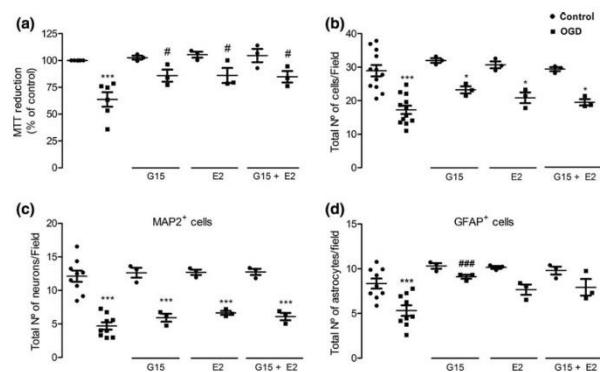 Control
OGD
(a)
MTT reduction
(% of control)
125
100
75
50
25
0
***
#
#
#
G15
E2
G15 + E2
(b)
Total Nº of cells/Field
40
30
20
10
0
***
*
*
*
G15
E2
G15 + E2
(c)
MAP2⁺ cells
Total Nº of neurons/Field
20
15
10
5
0
***
***
***
***
G15
E2
G15 + E2
(d)
GFAP⁺ cells
Total Nº of astrocytes/field
15
10
5
0
***
###
G15
E2
G15 + E2